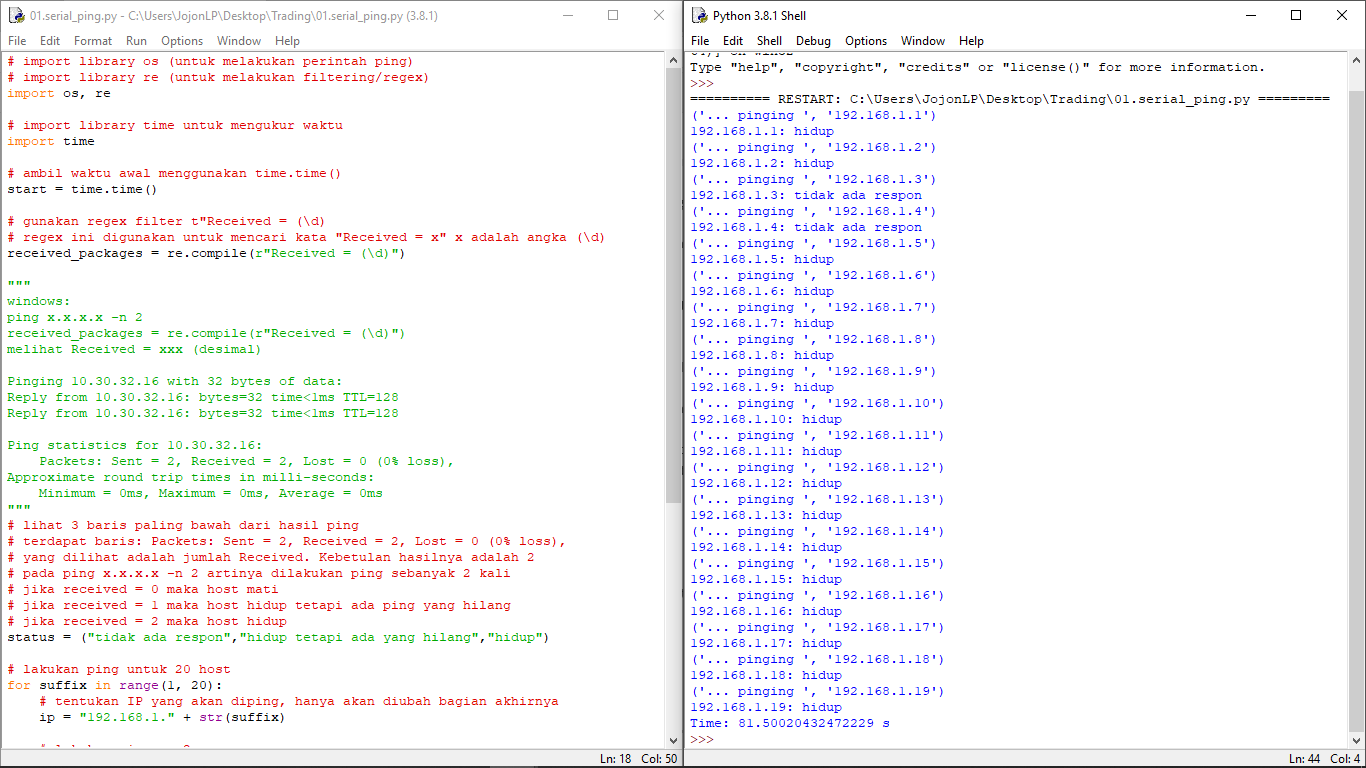 01.serial_ping.py - C:\Users\JojonLP\Desktop\Trading\01.serial_ping.py (3.8.1)
File Edit Format Run Options Window Help
# import library os (untuk melakukan perintah ping)
# import library re (untuk melakukan filtering/regex)
import os, re

# import library time untuk mengukur waktu
import time

# ambil waktu awal menggunakan time.time()
start = time.time()

# gunakan regex filter t"Received = (\d)
# regex ini digunakan untuk mencari kata "Received = x" x adalah angka (\d)
received_packages = re.compile(r"Received = (\d)")

"""
windows:
ping x.x.x.x -n 2
received_packages = re.compile(r"Received = (\d)")
melihat Received = xxx (desimal)

Pinging 10.30.32.16 with 32 bytes of data:
Reply from 10.30.32.16: bytes=32 time<1ms TTL=128
Reply from 10.30.32.16: bytes=32 time<1ms TTL=128

Ping statistics for 10.30.32.16:
    Packets: Sent = 2, Received = 2, Lost = 0 (0% loss),
Approximate round trip times in milli-seconds:
    Minimum = 0ms, Maximum = 0ms, Average = 0ms
"""
# lihat 3 baris paling bawah dari hasil ping
# terdapat baris: Packets: Sent = 2, Received = 2, Lost = 0 (0% loss),
# yang dilihat adalah jumlah Received. Kebetulan hasilnya adalah 2
# pada ping x.x.x.x -n 2 artinya dilakukan ping sebanyak 2 kali
# jika received = 0 maka host mati
# jika received = 1 maka host hidup tetapi ada ping yang hilang
# jika received = 2 maka host hidup
status = ("tidak ada respon","hidup tetapi ada yang hilang","hidup")

# lakukan ping untuk 20 host
for suffix in range(1, 20):
    # tentukan IP yang akan diping, hanya akan diubah bagian akhirnya
    ip = "192.168.1." + str(suffix)
Ln: 18 Col: 50
Python 3.8.1 Shell
File Edit Shell Debug Options Window Help
Type "help", "copyright", "credits" or "license()" for more information.
>>>
========== RESTART: C:\Users\JojonLP\Desktop\Trading\01.serial_ping.py =========
('... pinging ', '192.168.1.1')
192.168.1.1: hidup
('... pinging ', '192.168.1.2')
192.168.1.2: hidup
('... pinging ', '192.168.1.3')
192.168.1.3: tidak ada respon
('... pinging ', '192.168.1.4')
192.168.1.4: tidak ada respon
('... pinging ', '192.168.1.5')
192.168.1.5: hidup
('... pinging ', '192.168.1.6')
192.168.1.6: hidup
('... pinging ', '192.168.1.7')
192.168.1.7: hidup
('... pinging ', '192.168.1.8')
192.168.1.8: hidup
('... pinging ', '192.168.1.9')
192.168.1.9: hidup
('... pinging ', '192.168.1.10')
192.168.1.10: hidup
('... pinging ', '192.168.1.11')
192.168.1.11: hidup
('... pinging ', '192.168.1.12')
192.168.1.12: hidup
('... pinging ', '192.168.1.13')
192.168.1.13: hidup
('... pinging ', '192.168.1.14')
192.168.1.14: hidup
('... pinging ', '192.168.1.15')
192.168.1.15: hidup
('... pinging ', '192.168.1.16')
192.168.1.16: hidup
('... pinging ', '192.168.1.17')
192.168.1.17: hidup
('... pinging ', '192.168.1.18')
192.168.1.18: hidup
('... pinging ', '192.168.1.19')
192.168.1.19: hidup
Time: 81.50020432472229 s
>>>
Ln: 44 Col: 4